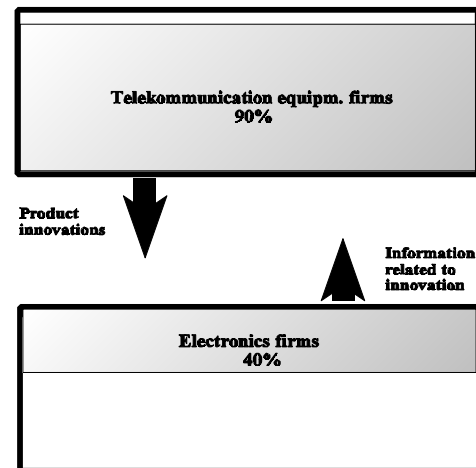 Telekommunication equipm. firms
90%
Product
innovations
Information
related to
innovation
Electronics firms
40%